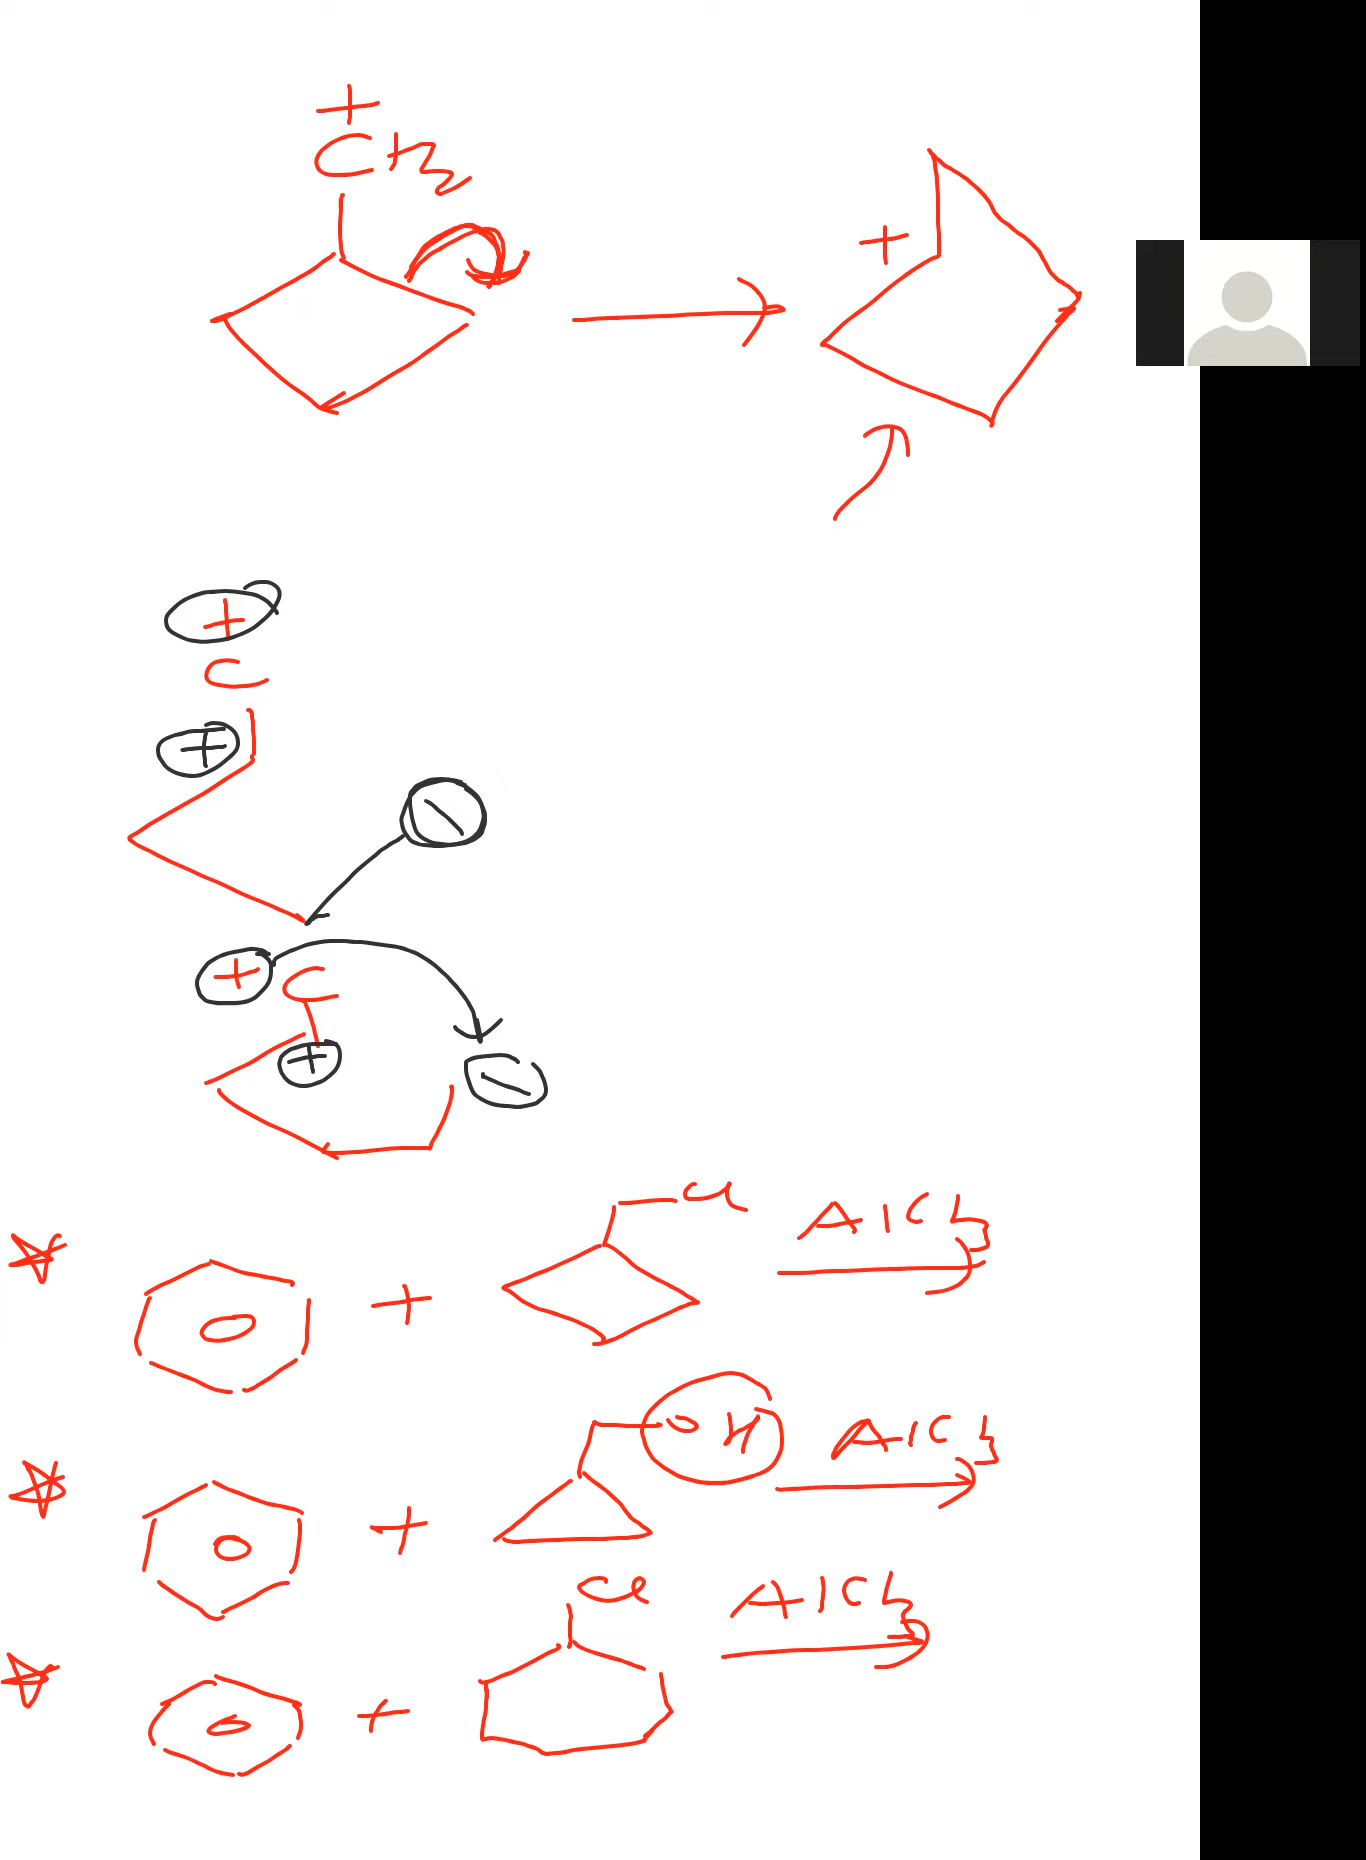 +
CH₂
+
+
C
+
−
+
C
+
−
+ Cl AlCl₃
+ OH AlCl₃
+ Cl AlCl₃